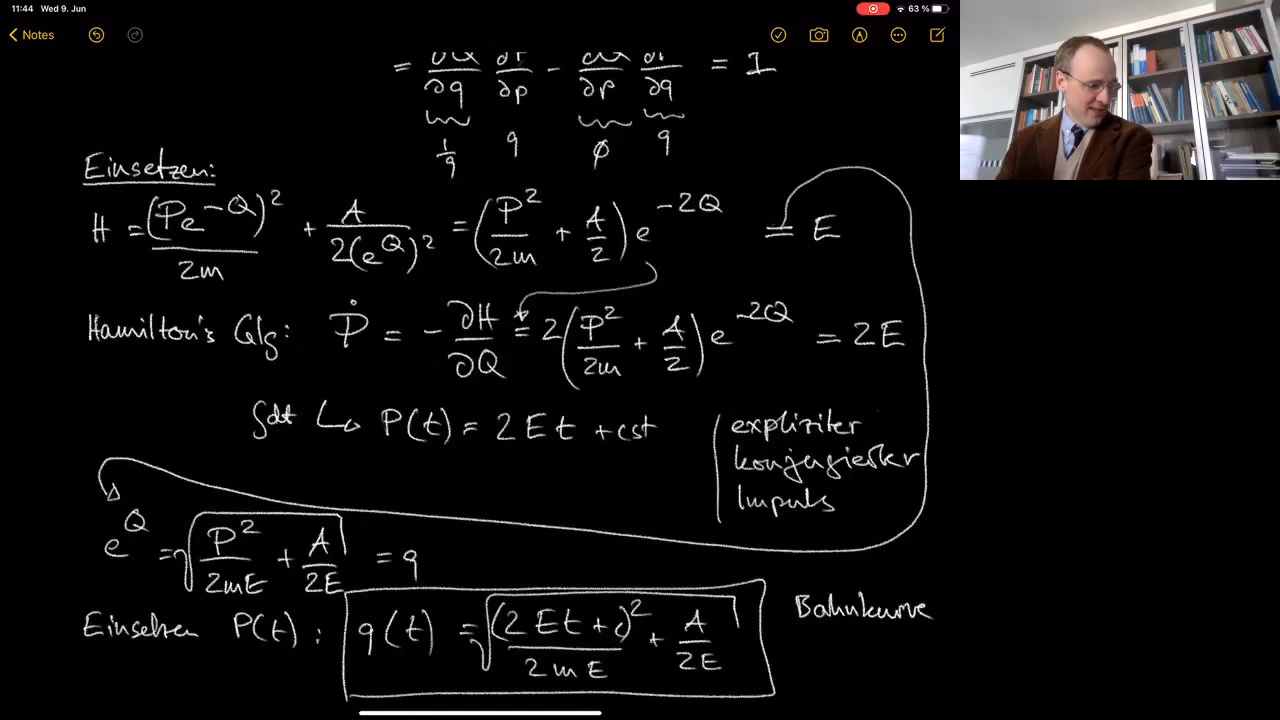 11:44 Wed 9. Jun
63 %
Notes
= ∂Q/∂q ∂P/∂p − ∂Q/∂p ∂P/∂q = 1
1/q q ∅ q
Einsetzen:
H = (Pe^−Q)²/2m + A/2(e^Q)² = (P²/2m + A/2) e^−2Q = E
Hamilton's Glg: Ṗ = − ∂H/∂Q = 2(P²/2m + A/2) e^−2Q = 2E
∫dt ↳ P(t) = 2Et + cst
expliziter
konjugierter
Impuls
e^Q = √(P²/2mE + A/2E) = q
Einsetzen P(t): q(t) = √((2Et + c)²/2mE + A/2E) Bahnkurve